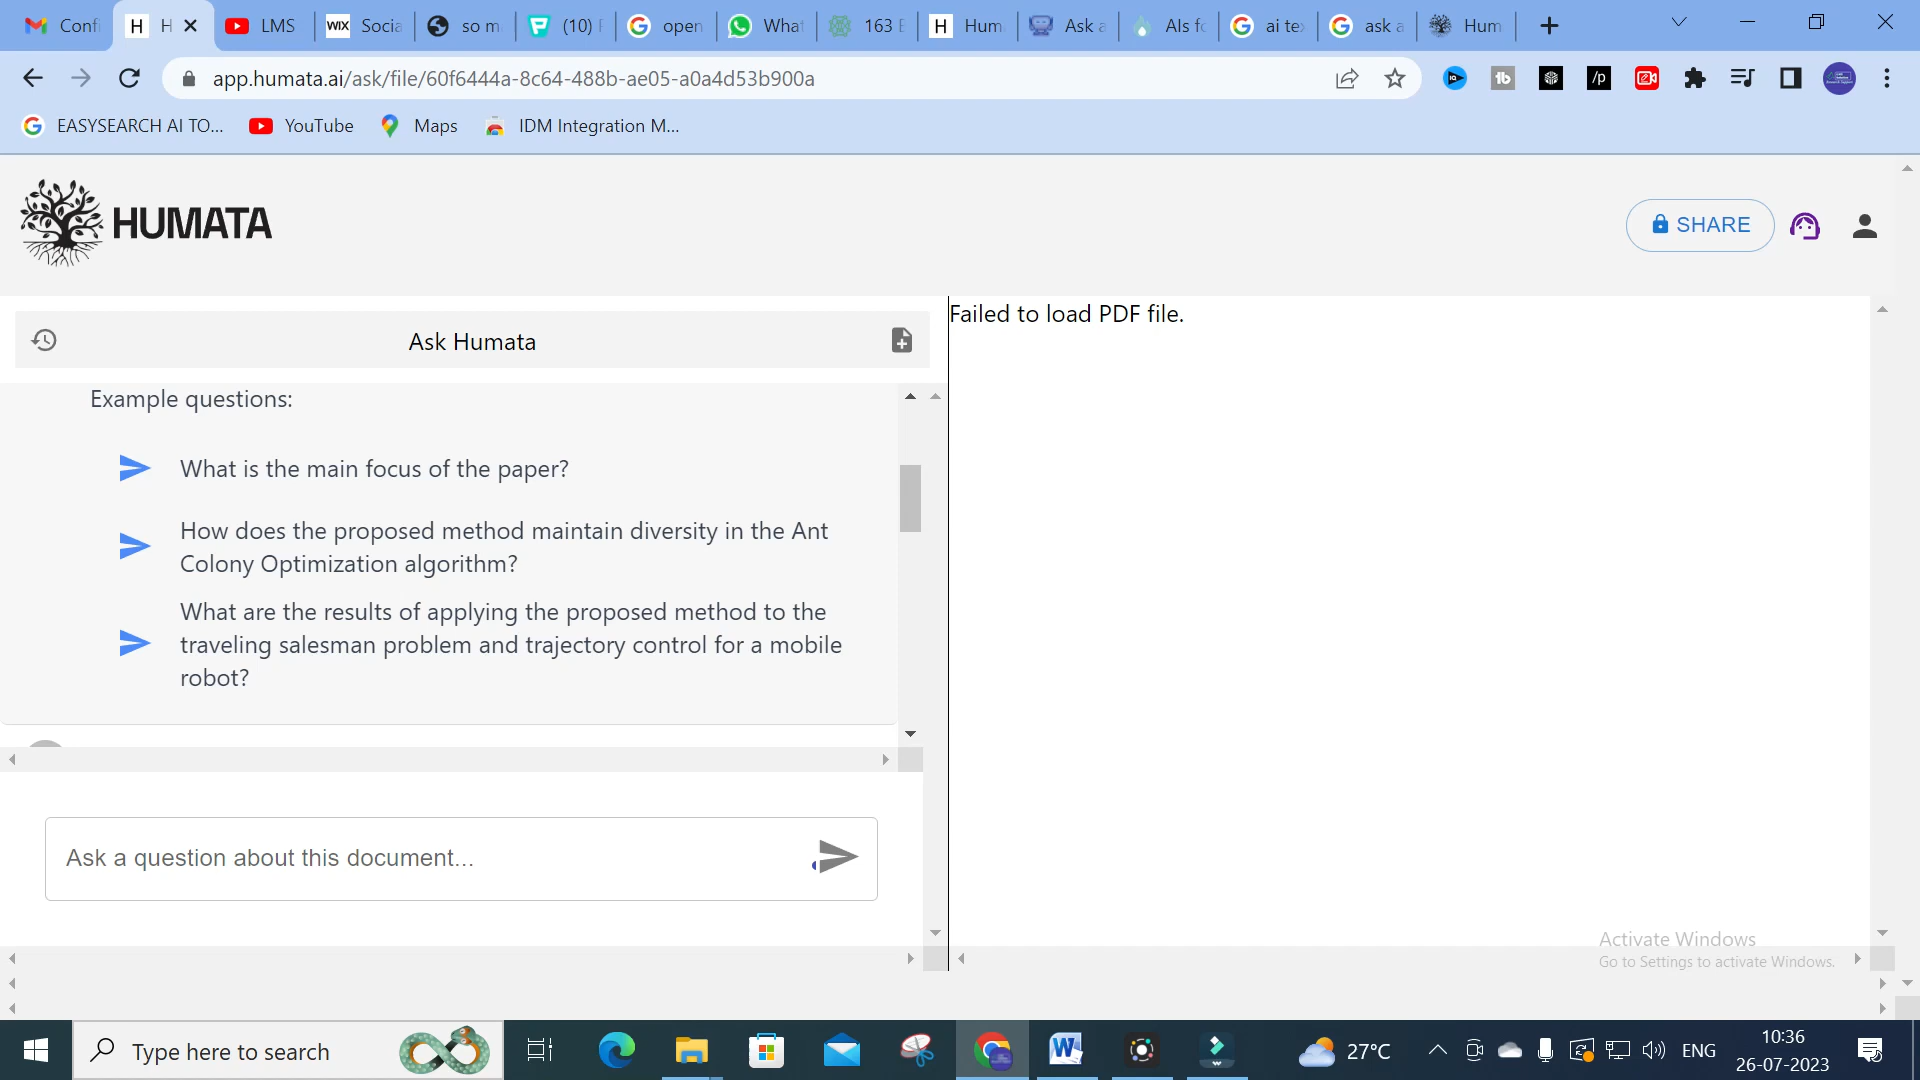 Confi
H
LMS
WIX
Socia
so m
(10) F
open
What
163 E
H
Hum
Ask a
AIs fo
ai tex
ask a
Hum
app.humata.ai/ask/file/60f6444a-8c64-488b-ae05-a0a4d53b900a
EASYSEARCH AI TO...
YouTube
Maps
IDM Integration M...
HUMATA
SHARE
Ask Humata
Failed to load PDF file.
Example questions:
What is the main focus of the paper?
How does the proposed method maintain diversity in the Ant
Colony Optimization algorithm?
What are the results of applying the proposed method to the
traveling salesman problem and trajectory control for a mobile
robot?
Ask a question about this document...
Activate Windows
Go to Settings to activate Windows.
Type here to search
27°C
ENG
10:36
26-07-2023